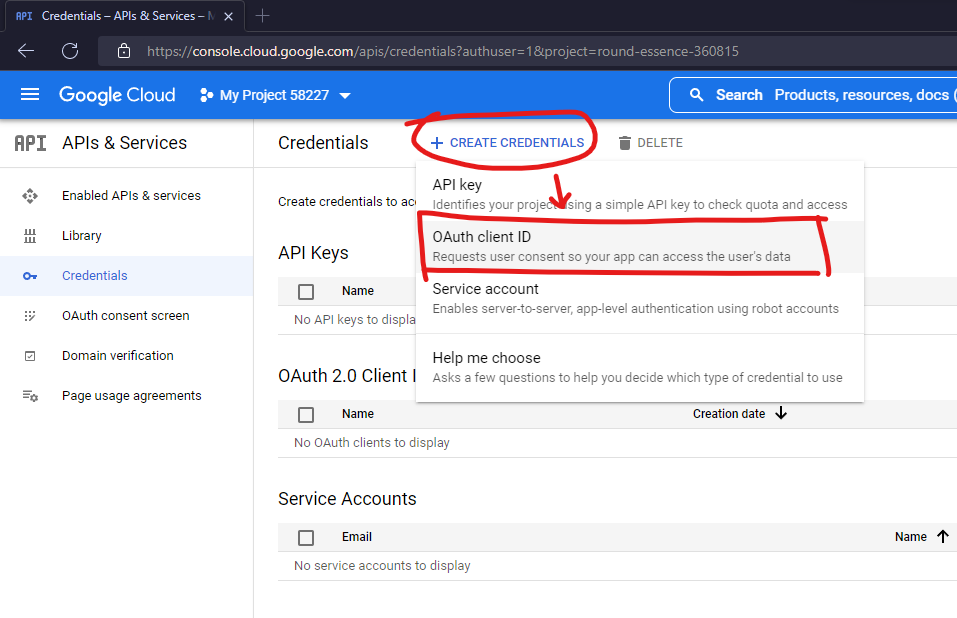 API Credentials – APIs & Services – M
https://console.cloud.google.com/apis/credentials?authuser=1&project=round-essence-360815
Google Cloud My Project 58227 Search Products, resources, docs (
API APIs & Services Credentials CREATE CREDENTIALS DELETE
Enabled APIs & services
Library
Credentials
OAuth consent screen
Domain verification
Page usage agreements
Create credentials to ac
API key
Identifies your project using a simple API key to check quota and access
OAuth client ID
Requests user consent so your app can access the user's data
Service account
Enables server-to-server, app-level authentication using robot accounts
Help me choose
Asks a few questions to help you decide which type of credential to use
API Keys
Name
No API keys to displa
OAuth 2.0 Client I
Name Creation date
No OAuth clients to display
Service Accounts
Email Name
No service accounts to display